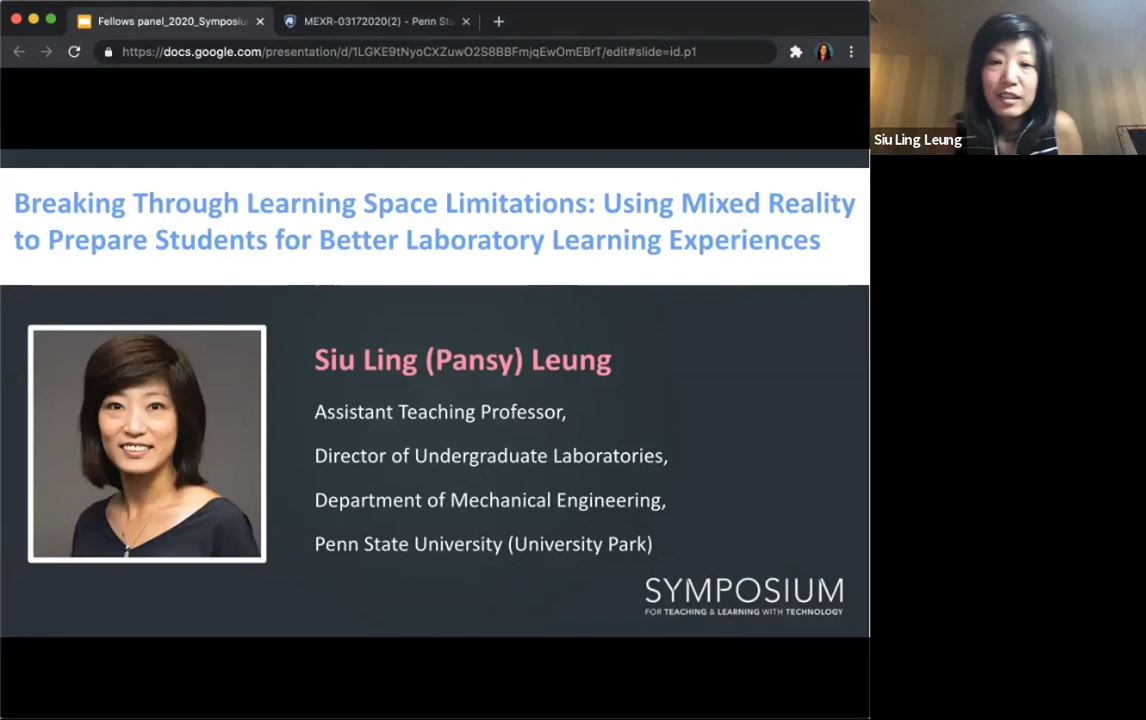 Fellows panel_2020_Symposiu
MEXR-03172020(2) - Penn Sta
https://docs.google.com/presentation/d/1LGKE9tNyoCXZuwO2S8BBFmjqEwOmEBrT/edit#slide=id.p1
Siu Ling Leung
Breaking Through Learning Space Limitations: Using Mixed Reality
to Prepare Students for Better Laboratory Learning Experiences
Siu Ling (Pansy) Leung
Assistant Teaching Professor,
Director of Undergraduate Laboratories,
Department of Mechanical Engineering,
Penn State University (University Park)
SYMPOSIUM
FOR TEACHING & LEARNING WITH TECHNOLOGY